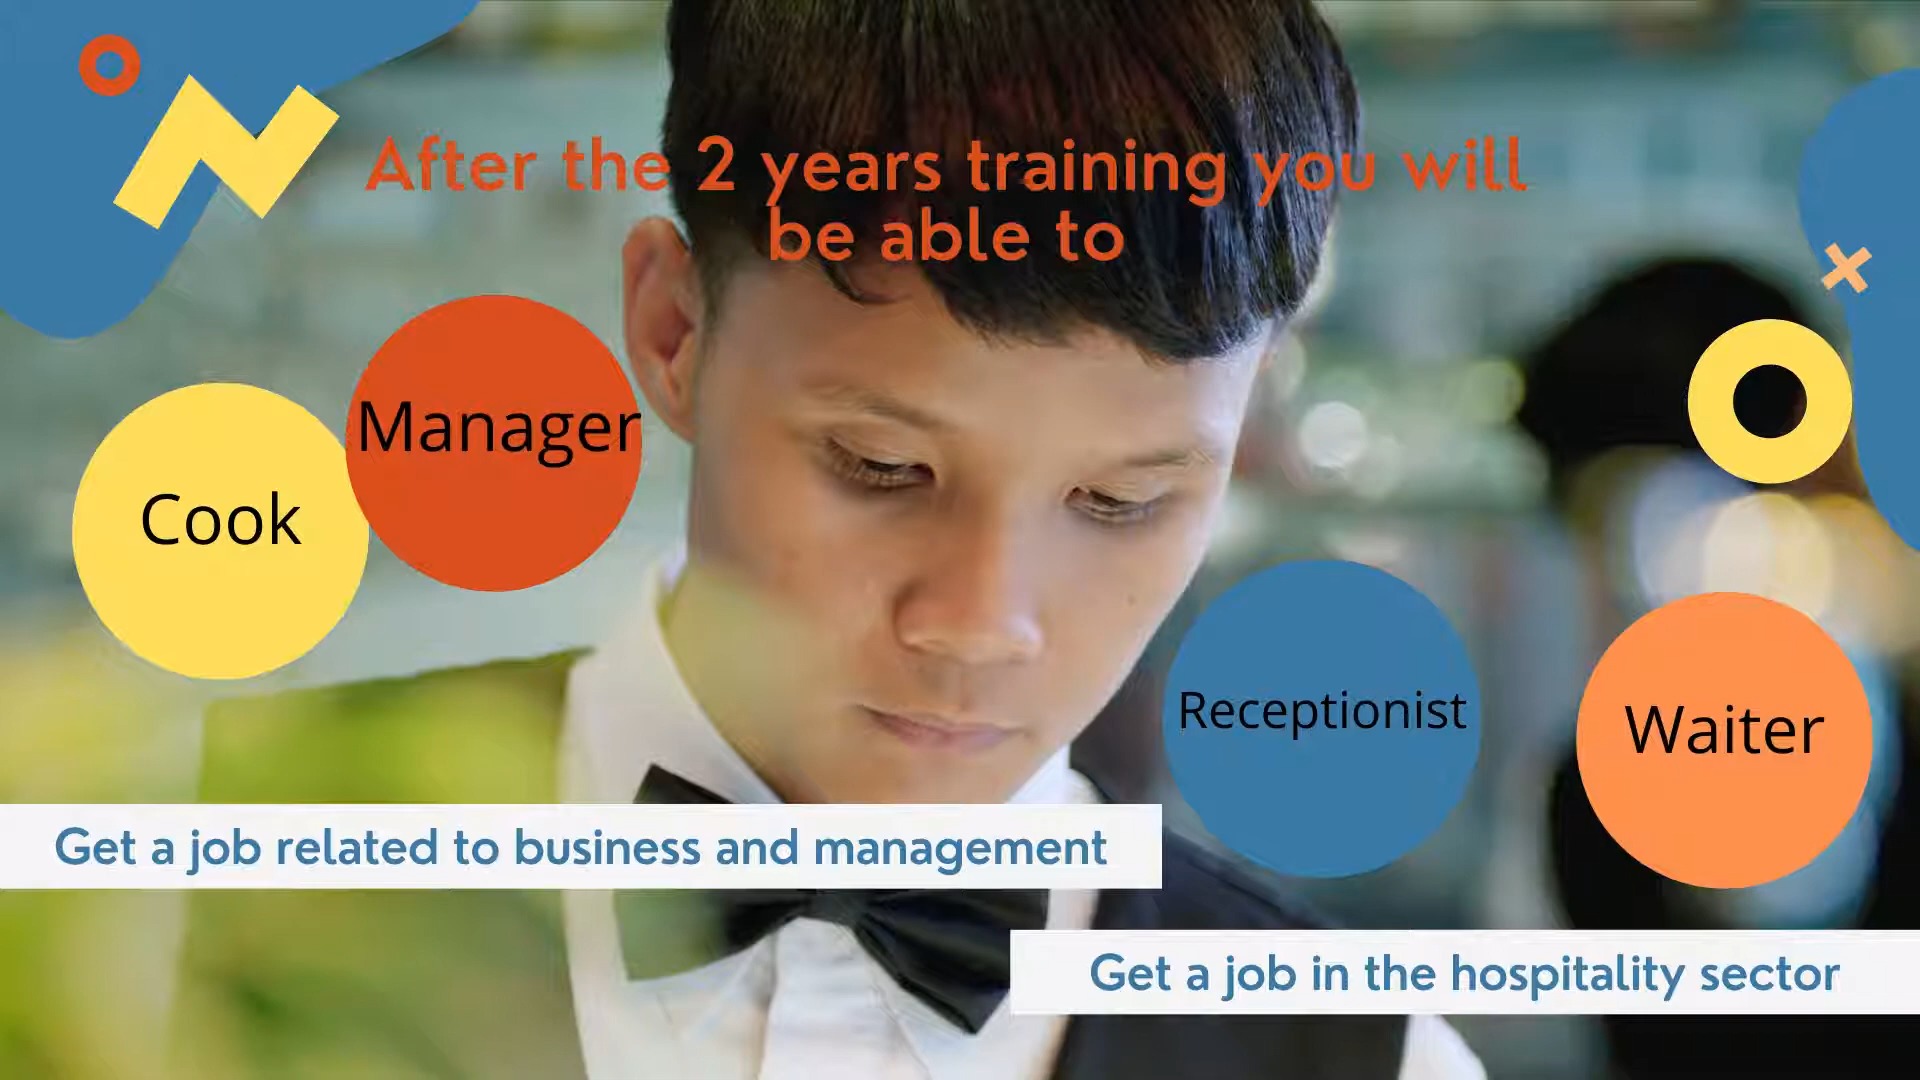 After the 2 years training you will
be able to
Manager
Cook
Receptionist
Waiter
Get a job related to business and management
Get a job in the hospitality sector